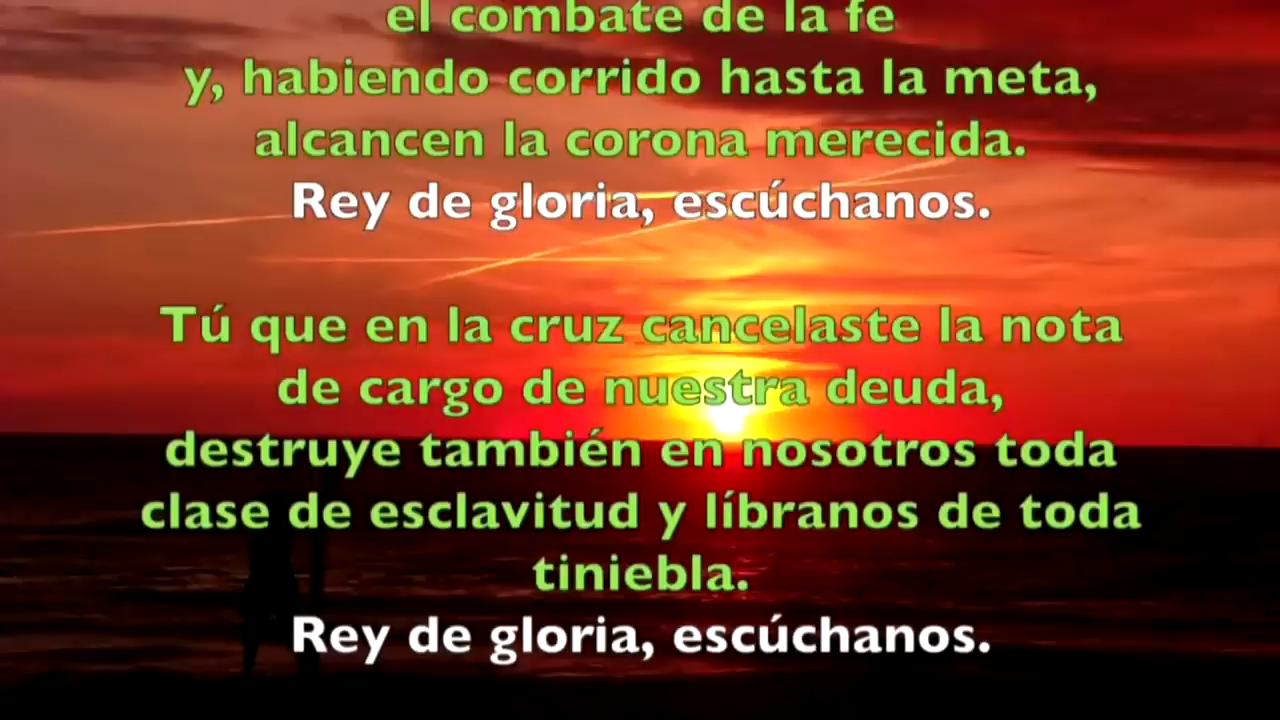 el combate de la fe
y, habiendo corrido hasta la meta,
alcancen la corona merecida.
Rey de gloria, escúchanos.
Tú que en la cruz cancelaste la nota
de cargo de nuestra deuda,
destruye también en nosotros toda
clase de esclavitud y líbranos de toda
tiniebla.
Rey de gloria, escúchanos.